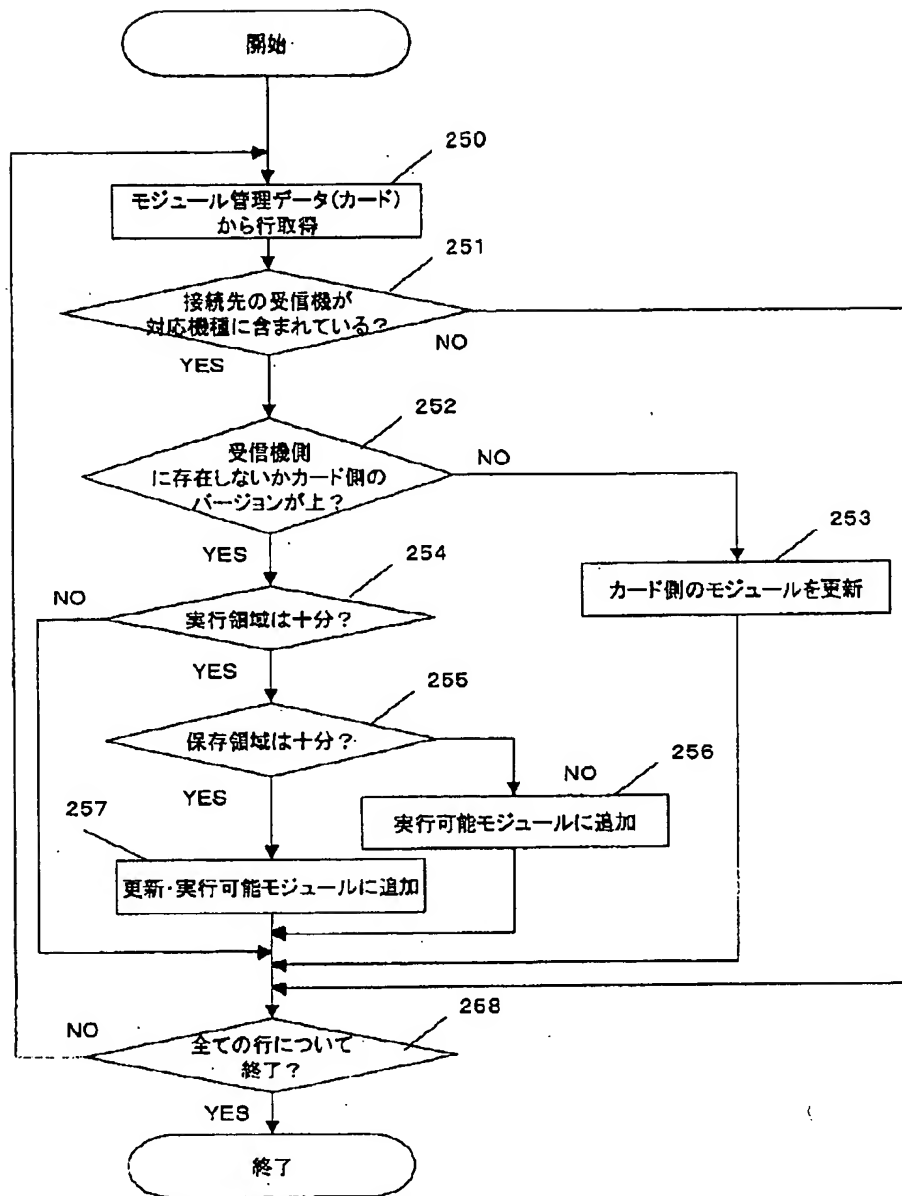 開始
250
モジュール管理データ(カード)
から行取得
251
接続先の受信機が
対応機種に含まれている？
NO
YES
252
受信機側
に存在しないかカード側の
バージョンが上？
NO
YES
253
カード側のモジュールを更新
254
NO
実行領域は十分？
YES
255
保存領域は十分？
NO
256
YES
実行可能モジュールに追加
257
更新・実行可能モジュールに追加
268
NO
全ての行について
終了？
YES
終了